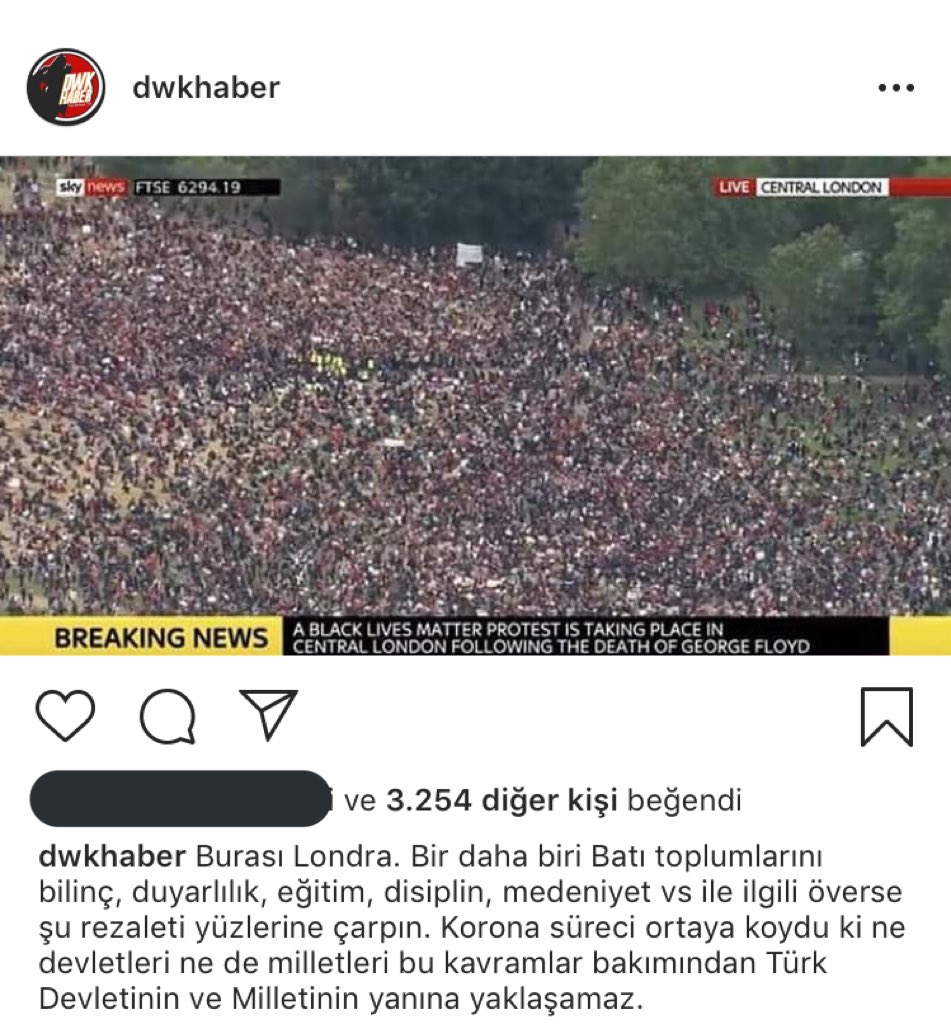 DWK
HABER
dwkhaber
sky news FTSE 6294.19
LIVE CENTRAL LONDON
BREAKING NEWS
A BLACK LIVES MATTER PROTEST IS TAKING PLACE IN
CENTRAL LONDON FOLLOWING THE DEATH OF GEORGE FLOYD
ve 3.254 diğer kişi beğendi
dwkhaber Burası Londra. Bir daha biri Batı toplumlarını
bilinç, duyarlılık, eğitim, disiplin, medeniyet vs ile ilgili överse
şu rezaleti yüzlerine çarpın. Korona süreci ortaya koydu ki ne
devletleri ne de milletleri bu kavramlar bakımından Türk
Devletinin ve Milletinin yanına yaklaşamaz.